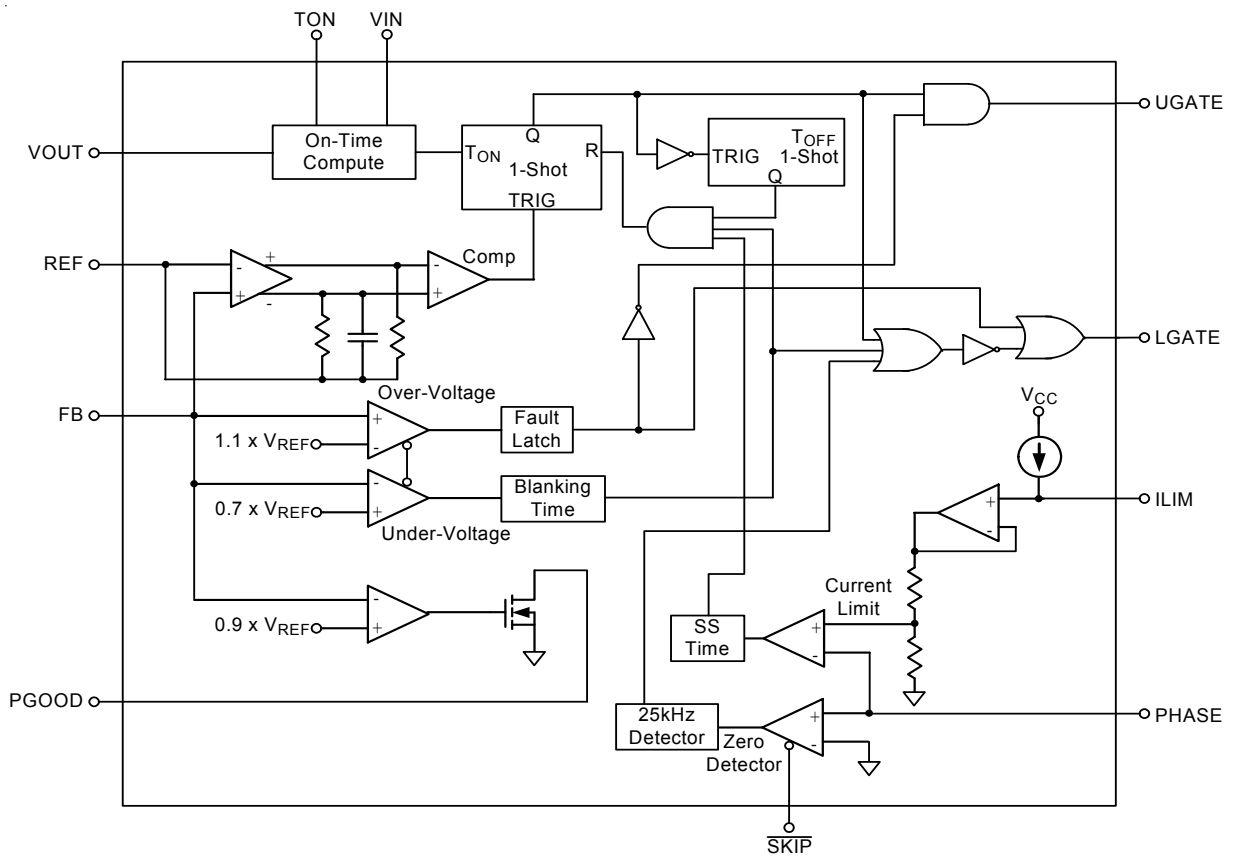 TON VIN
UGATE
VOUT
On-Time
Compute
Q
TON
1-Shot
R
TRIG
TOFF
TRIG 1-Shot
Q
REF
- +
+ -
Comp
-
+
LGATE
FB
Over-Voltage
+
1.1 x VREF -
Fault
Latch
VCC
-
0.7 x VREF +
Under-Voltage
Blanking
Time
+
-
ILIM
-
0.9 x VREF +
Current
Limit
SS
Time
+
-
PGOOD
25kHz
Detector
Zero
Detector
+
-
PHASE
SKIP